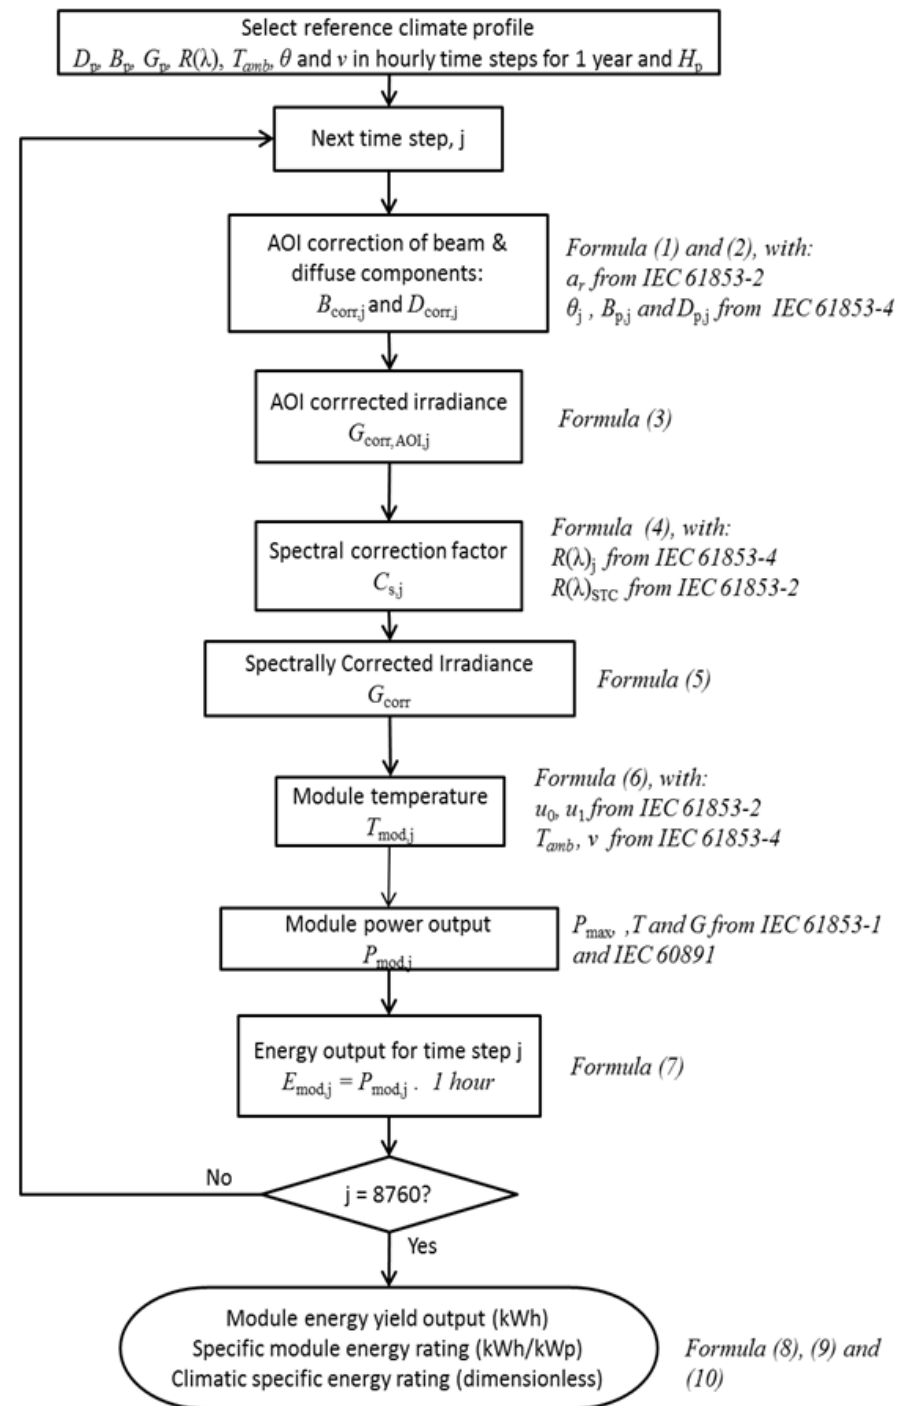 Select reference climate profile
Dp, Bp, Gp, R(λ), Tamb, θ and v in hourly time steps for 1 year and Hp
Next time step, j
AOI correction of beam &
diffuse components:
Bcorr,j and Dcorr,j
Formula (1) and (2), with:
ar from IEC 61853-2
θj , Bp,j and Dp,j from IEC 61853-4
AOI corrrected irradiance
Gcorr,AOI,j
Formula (3)
Spectral correction factor
Cs,j
Formula (4), with:
R(λ)j from IEC 61853-4
R(λ)STC from IEC 61853-2
Spectrally Corrected Irradiance
Gcorr
Formula (5)
Module temperature
Tmod,j
Formula (6), with:
u0, u1 from IEC 61853-2
Tamb, v from IEC 61853-4
Module power output
Pmod,j
Pmax, ,T and G from IEC 61853-1
and IEC 60891
Energy output for time step j
Emod,j = Pmod,j . 1 hour
Formula (7)
j = 8760?
No
Yes
Module energy yield output (kWh)
Specific module energy rating (kWh/kWp)
Climatic specific energy rating (dimensionless)
Formula (8), (9) and
(10)